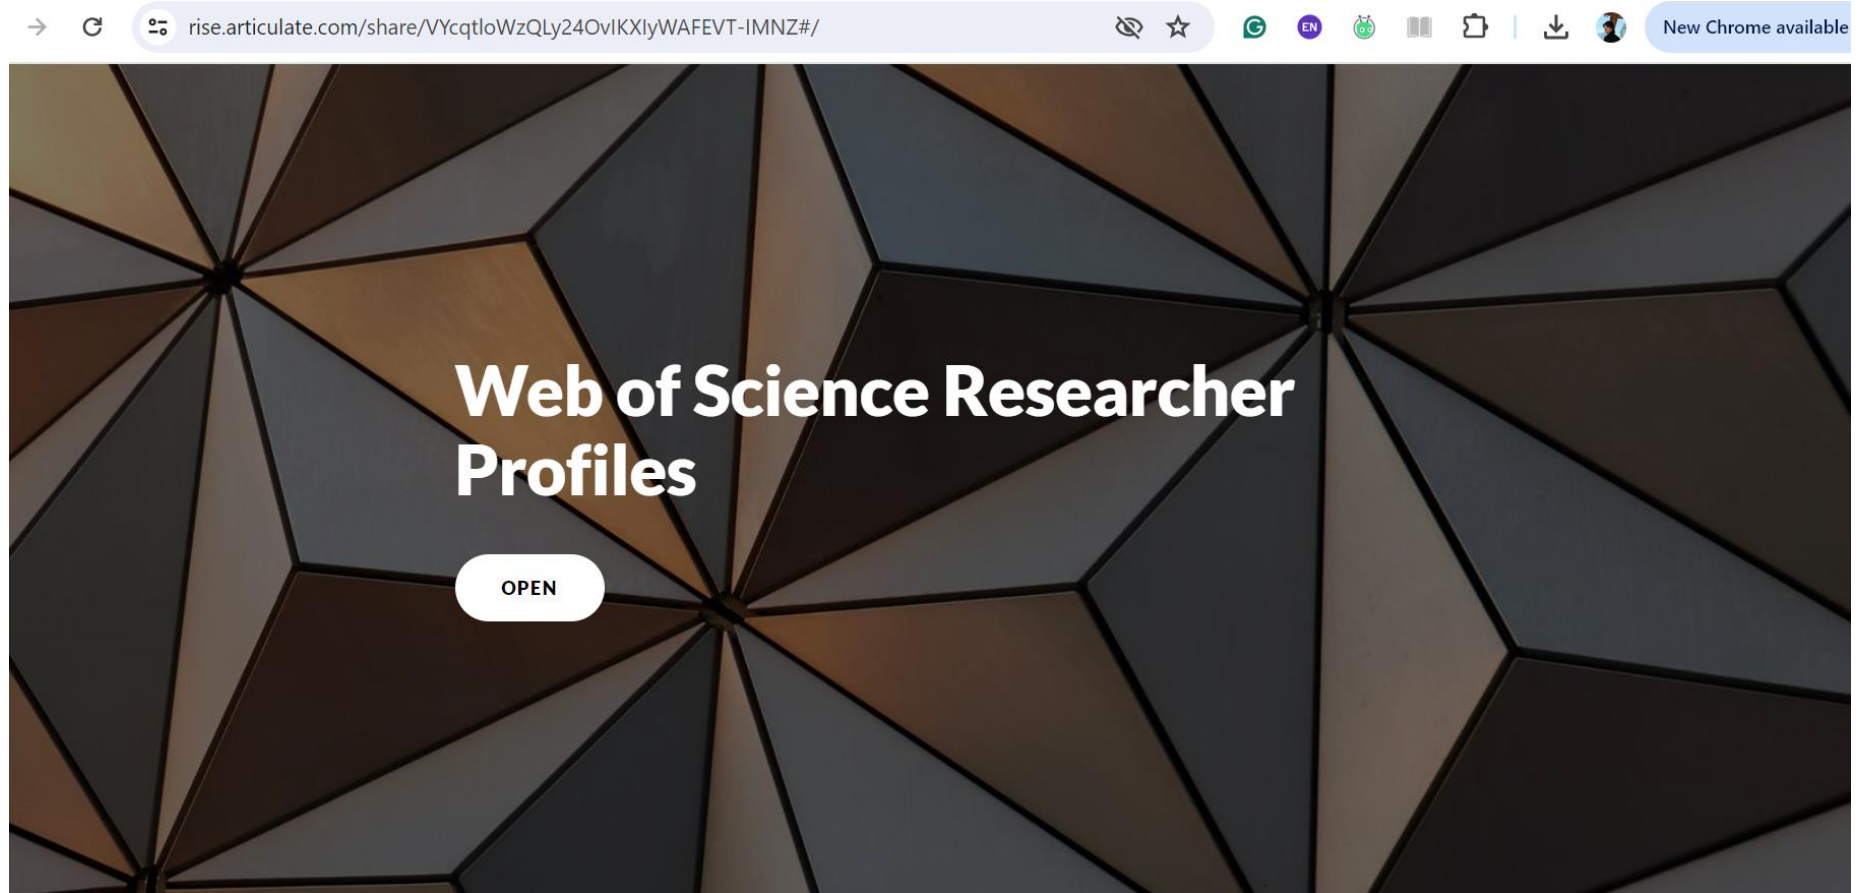 rise.articulate.com/share/VYcqtloWzQLy24OvIKXIyWAFEVT-IMNZ#/
EN
New Chrome available
Web of Science Researcher
Profiles
OPEN